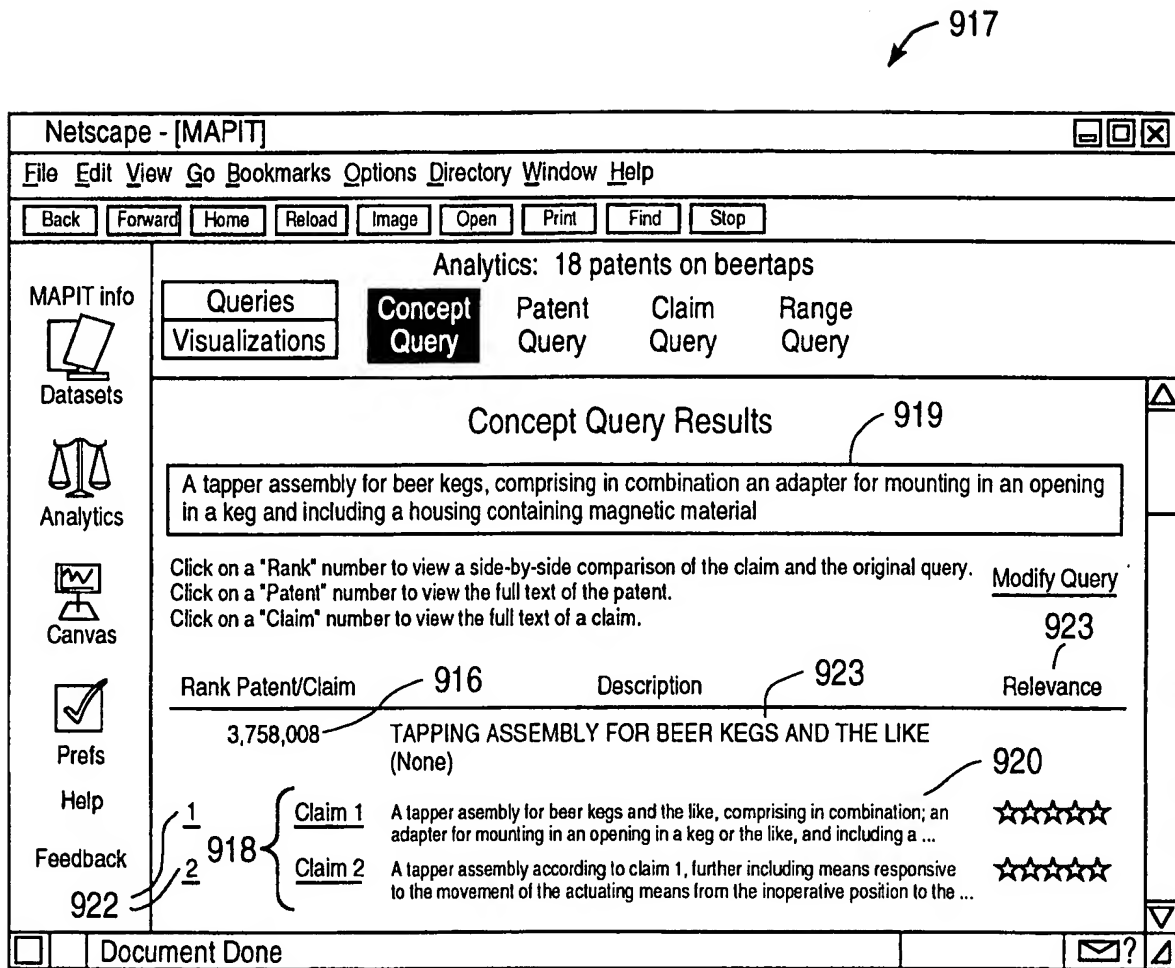 917
Netscape - [MAPIT]
File Edit View Go Bookmarks Options Directory Window Help
Back Forward Home Reload Image Open Print Find Stop
Analytics: 18 patents on beertaps
MAPIT info
Queries
Visualizations
Concept Query
Patent Query
Claim Query
Range Query
Datasets
Analytics
Canvas
Prefs
Help
Feedback
Concept Query Results
919
A tapper assembly for beer kegs, comprising in combination an adapter for mounting in an opening
in a keg and including a housing containing magnetic material
Click on a "Rank" number to view a side-by-side comparison of the claim and the original query.
Click on a "Patent" number to view the full text of the patent.
Click on a "Claim" number to view the full text of a claim.
Modify Query
923
Rank Patent/Claim 916 Description 923 Relevance
3,758,008 TAPPING ASSEMBLY FOR BEER KEGS AND THE LIKE
(None)
920
1 Claim 1 A tapper asembly for beer kegs and the like, comprising in combination; an
adapter for mounting in an opening in a keg or the like, and including a ...
918
2 Claim 2 A tapper assembly according to claim 1, further including means responsive
to the movement of the actuating means from the inoperative position to the ...
922
Document Done
?